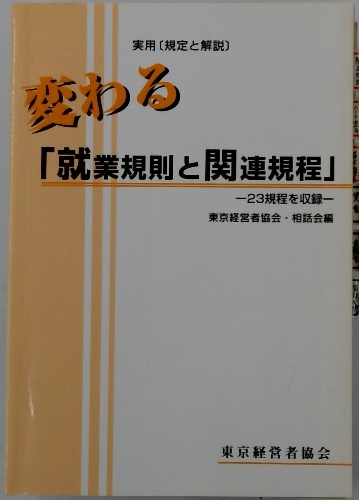 実用〔規定と解説〕
変わる
「就業規則と関連規程」
―23規程を収録―
東京経営者協会・相話会編
東京経営者協会